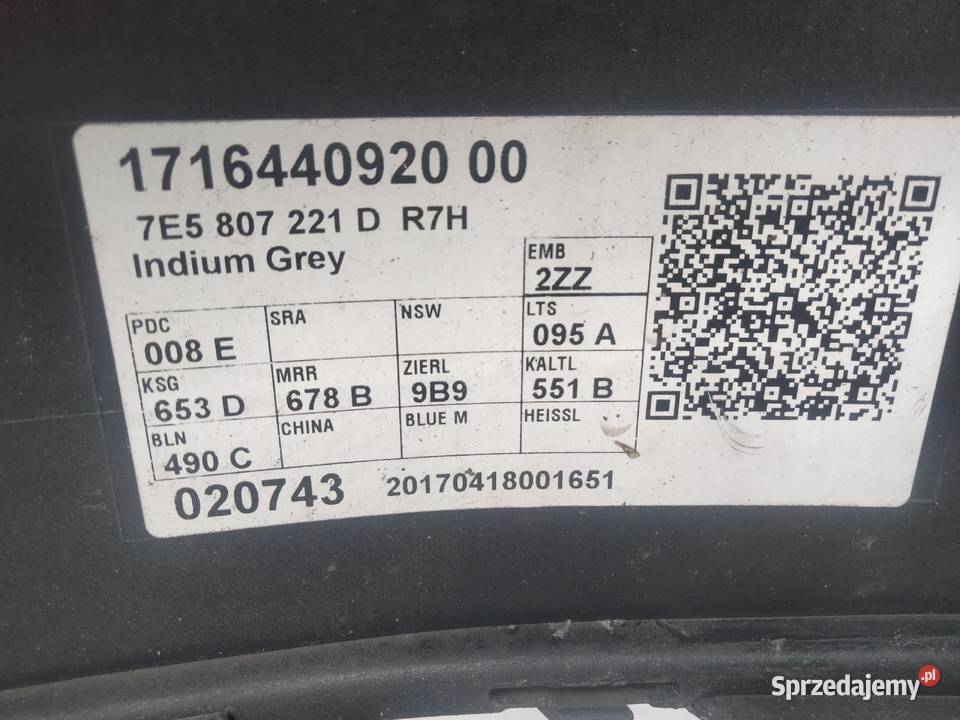 1716440920 00
7E5 807 221 D R7H
Indium Grey
EMB
2ZZ
PDC SRA NSW LTS
008 E 095 A
KSG MRR ZIERL KALTL
653 D 678 B 9B9 551 B
BLN CHINA BLUE M HEISSL
490 C
020743 20170418001651
Sprzedajemy.pl